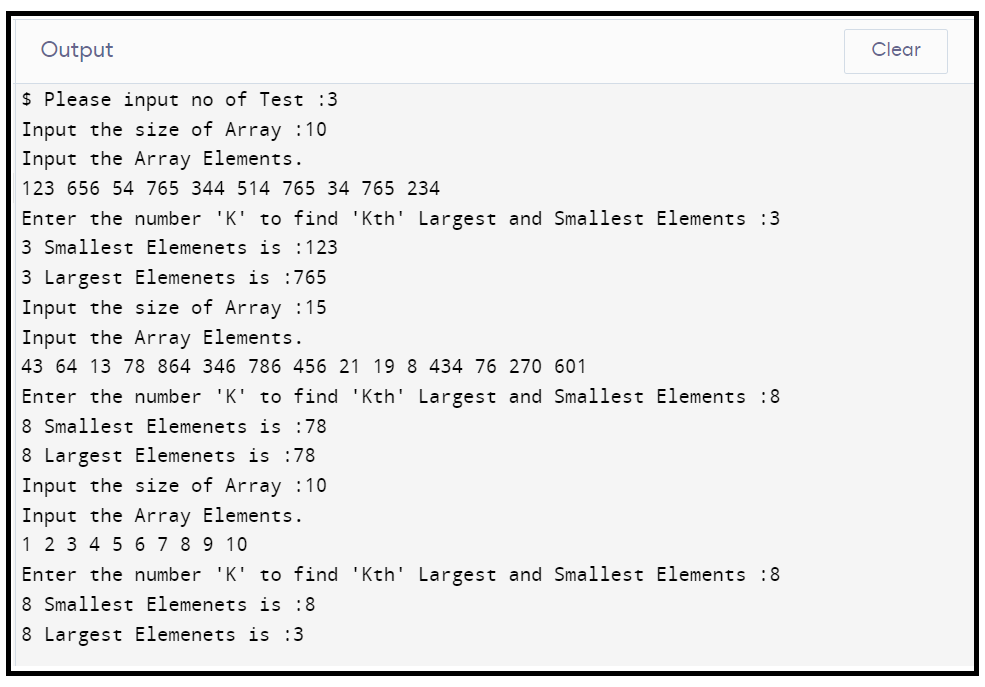 Output
Clear
$ Please input no of Test :3
Input the size of Array :10
Input the Array Elements.
123 656 54 765 344 514 765 34 765 234
Enter the number 'K' to find 'Kth' Largest and Smallest Elements :3
3 Smallest Elemenets is :123
3 Largest Elemenets is :765
Input the size of Array :15
Input the Array Elements.
43 64 13 78 864 346 786 456 21 19 8 434 76 270 601
Enter the number 'K' to find 'Kth' Largest and Smallest Elements :8
8 Smallest Elemenets is :78
8 Largest Elemenets is :78
Input the size of Array :10
Input the Array Elements.
1 2 3 4 5 6 7 8 9 10
Enter the number 'K' to find 'Kth' Largest and Smallest Elements :8
8 Smallest Elemenets is :8
8 Largest Elemenets is :3